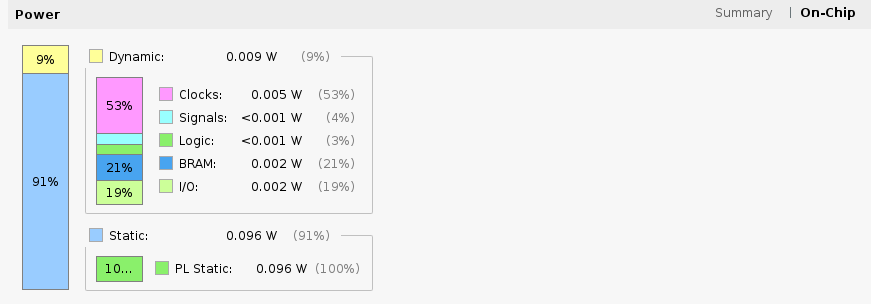 Power Summary | On-Chip
9% Dynamic: 0.009 W (9%)
53% Clocks: 0.005 W (53%)
Signals: <0.001 W (4%)
Logic: <0.001 W (3%)
21% BRAM: 0.002 W (21%)
19% I/O: 0.002 W (19%)
91%
Static: 0.096 W (91%)
10... PL Static: 0.096 W (100%)